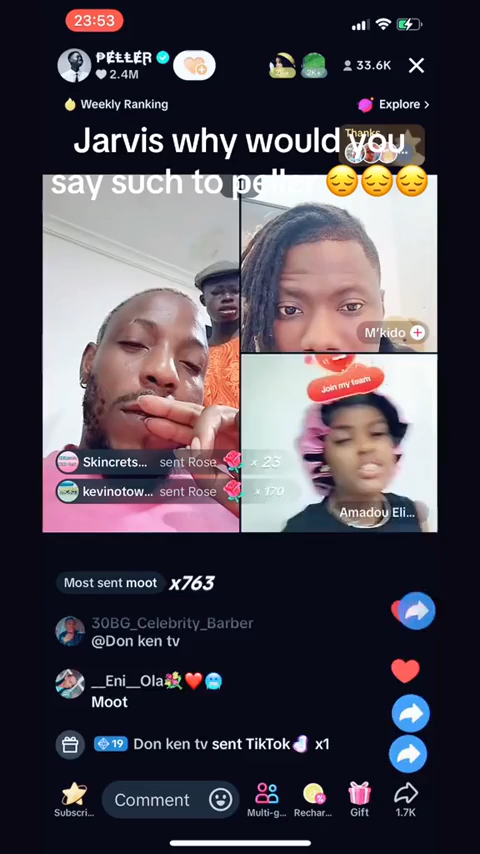 23:53
PELLER
2.4M
2K+
33.6K
Weekly Ranking
Explore >
Thanks
Jarvis why would you
say such to peller 😔😔😔
M'kido
Join my team
Skincrets... sent Rose x 23
kevinotow... sent Rose x 170
Amadou Eli...
Most sent moot x763
30BG_Celebrity_Barber
@Don ken tv
__Eni__Ola💐❤️🥶
Moot
19 Don ken tv sent TikTok x1
Subscri...
Comment
Multi-g...
Rechar...
Gift
1.7K